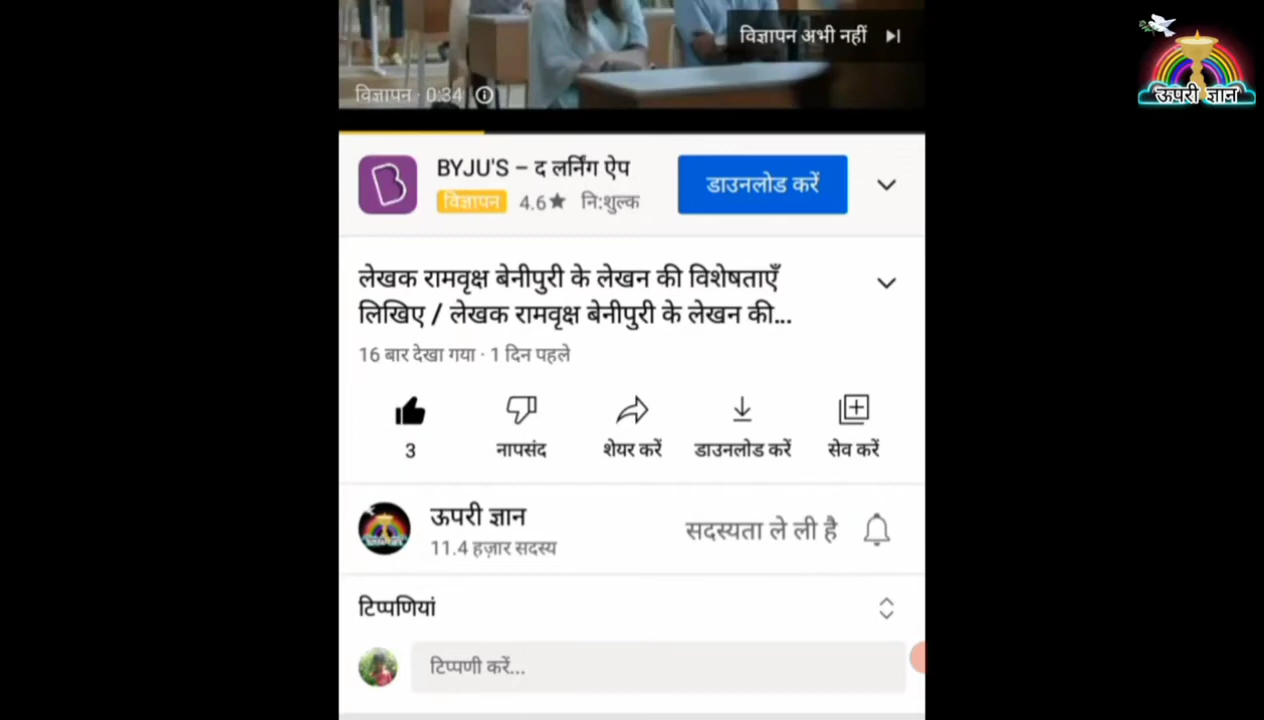 विज्ञापन अभी नहीं
विज्ञापन · 0:34
ऊपरी ज्ञान
BYJU'S – द लर्निंग ऐप
डाउनलोड करें
विज्ञापन 4.6★ नि:शुल्क
लेखक रामवृक्ष बेनीपुरी के लेखन की विशेषताएँ
लिखिए / लेखक रामवृक्ष बेनीपुरी के लेखन की...
16 बार देखा गया · 1 दिन पहले
3 नापसंद शेयर करें डाउनलोड करें सेव करें
ऊपरी ज्ञान
11.4 हज़ार सदस्य
सदस्यता ले ली है
टिप्पणियां
टिप्पणी करें...